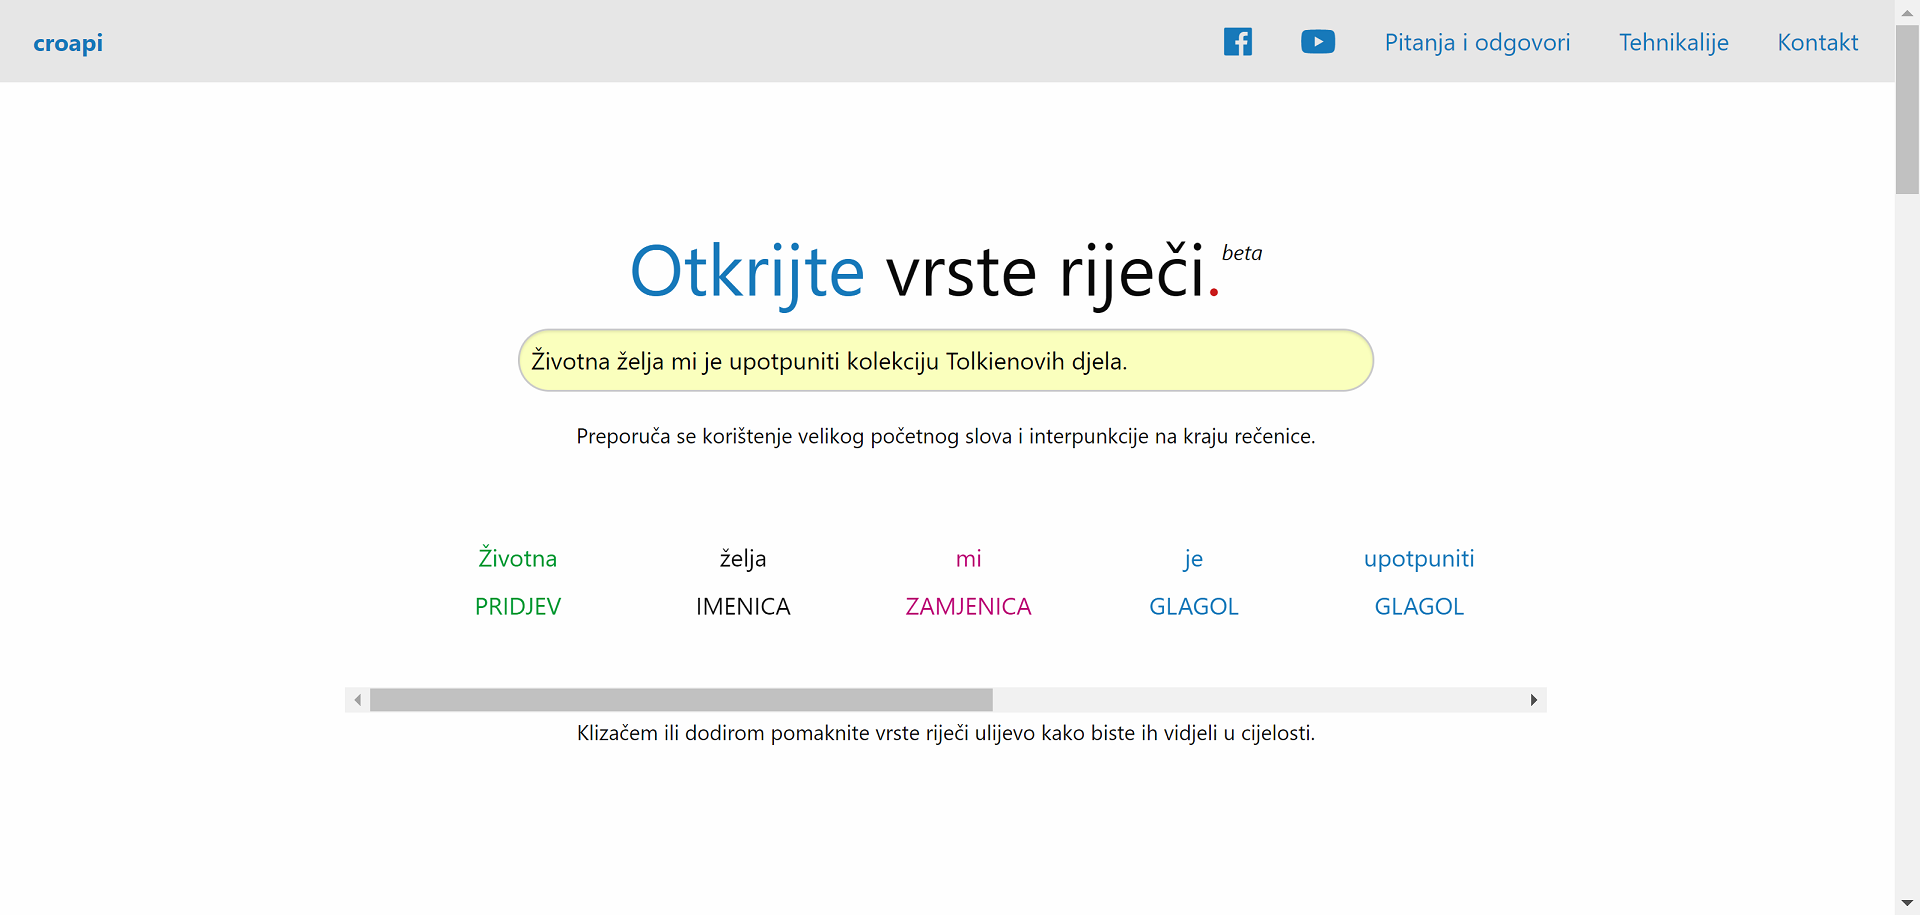 croapi
Pitanja i odgovori
Tehnikalije
Kontakt
Otkrijte vrste riječi. beta
Životna želja mi je upotpuniti kolekciju Tolkienovih djela.
Preporuča se korištenje velikog početnog slova i interpunkcije na kraju rečenice.
Životna želja mi je upotpuniti
PRIDJEV IMENICA ZAMJENICA GLAGOL GLAGOL
Klizačem ili dodirom pomaknite vrste riječi ulijevo kako biste ih vidjeli u cijelosti.